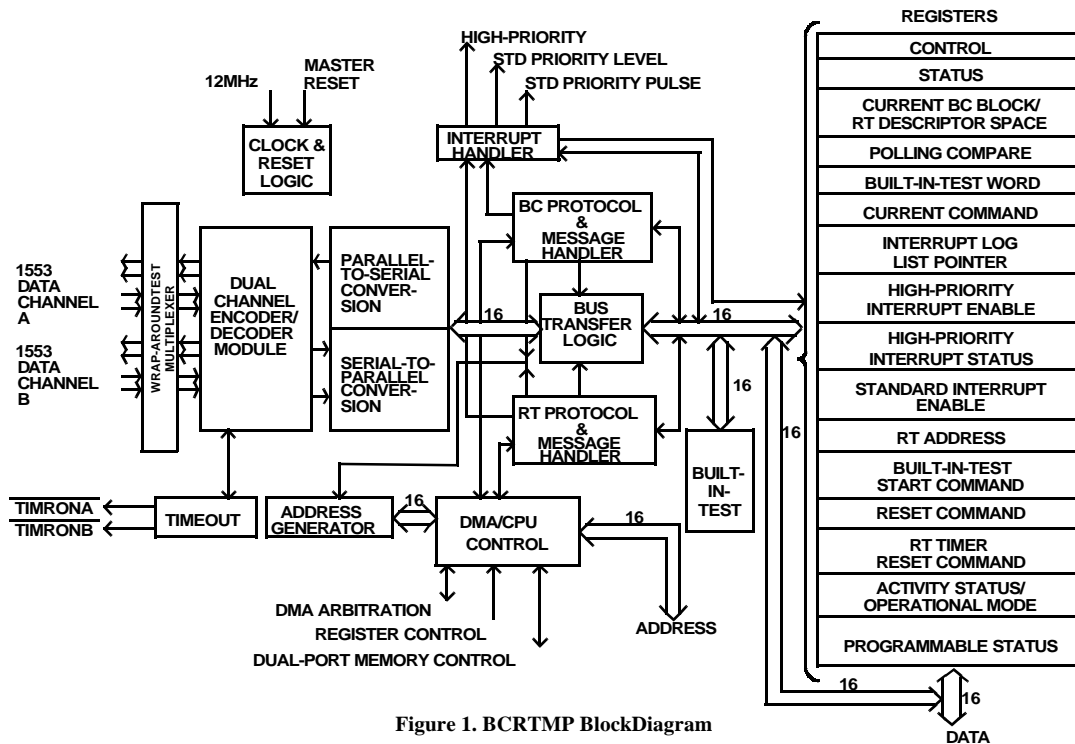 REGISTERS
CONTROL
STATUS
CURRENT BC BLOCK/
RT DESCRIPTOR SPACE
POLLING COMPARE
BUILT-IN-TEST WORD
CURRENT COMMAND
INTERRUPT LOG
LIST POINTER
HIGH-PRIORITY
INTERRUPT ENABLE
HIGH-PRIORITY
INTERRUPT STATUS
STANDARD INTERRUPT
ENABLE
RT ADDRESS
BUILT-IN-TEST
START COMMAND
RESET COMMAND
RT TIMER
RESET COMMAND
ACTIVITY STATUS/
OPERATIONAL MODE
PROGRAMMABLE STATUS
HIGH-PRIORITY
STD PRIORITY LEVEL
STD PRIORITY PULSE
12MHz
MASTER
RESET
CLOCK &
RESET
LOGIC
INTERRUPT
HANDLER
BC PROTOCOL
&
MESSAGE
HANDLER
1553
DATA
CHANNEL
A
1553
DATA
CHANNEL
B
WRAP-AROUNDTEST
MULTIPLEXER
DUAL
CHANNEL
ENCODER/
DECODER
MODULE
PARALLEL-
TO-SERIAL
CONVER-
SION
SERIAL-TO-
PARALLEL
CONVER-
SION
16
BUS
TRANSFER
LOGIC
16
RT PROTOCOL
&
MESSAGE
HANDLER
16
BUILT-
IN-
TEST
16
TIMRONA
TIMRONB
TIMEOUT
ADDRESS
GENERATOR
16
DMA/CPU
CONTROL
16
DMA ARBITRATION
REGISTER CONTROL
DUAL-PORT MEMORY CONTROL
ADDRESS
16
16
DATA
Figure 1. BCRTMP BlockDiagram